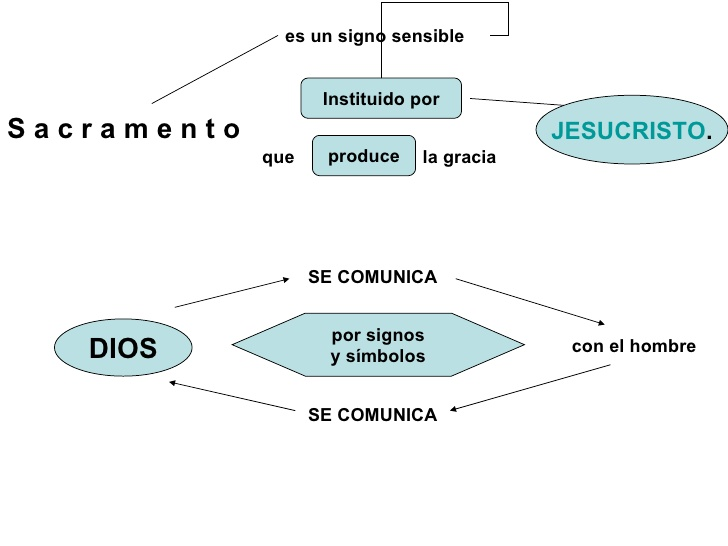 es un signo sensible
Instituido por
S a c r a m e n t o
JESUCRISTO.
que produce la gracia
SE COMUNICA
DIOS
por signos
y símbolos
con el hombre
SE COMUNICA